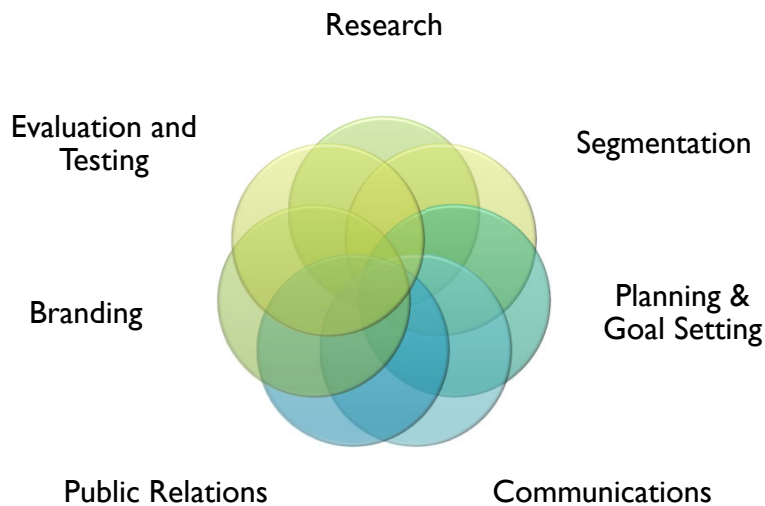 Research
Evaluation and
Testing
Segmentation
Branding
Planning &
Goal Setting
Public Relations
Communications